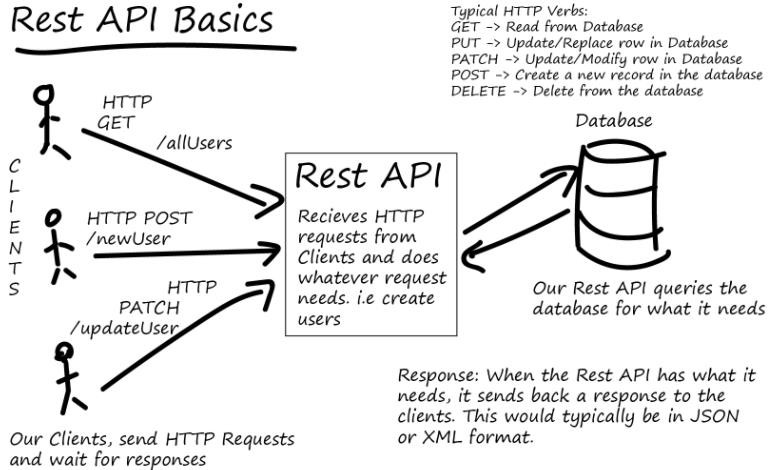 Rest API Basics
Typical HTTP Verbs:
GET -> Read from Database
PUT -> Update/Replace row in Database
PATCH -> Update/Modify row in Database
POST -> Create a new record in the database
DELETE -> Delete from the database
CLIENTS
HTTP
GET
/allUsers
HTTP POST
/newUser
HTTP
PATCH
/updateUser
Our Clients, send HTTP Requests
and wait for responses
Rest API
Recieves HTTP
requests from
Clients and does
whatever request
needs. i.e create
users
Database
Our Rest API queries the
database for what it needs
Response: When the Rest API has what it
needs, it sends back a response to the
clients. This would typically be in JSON
or XML format.